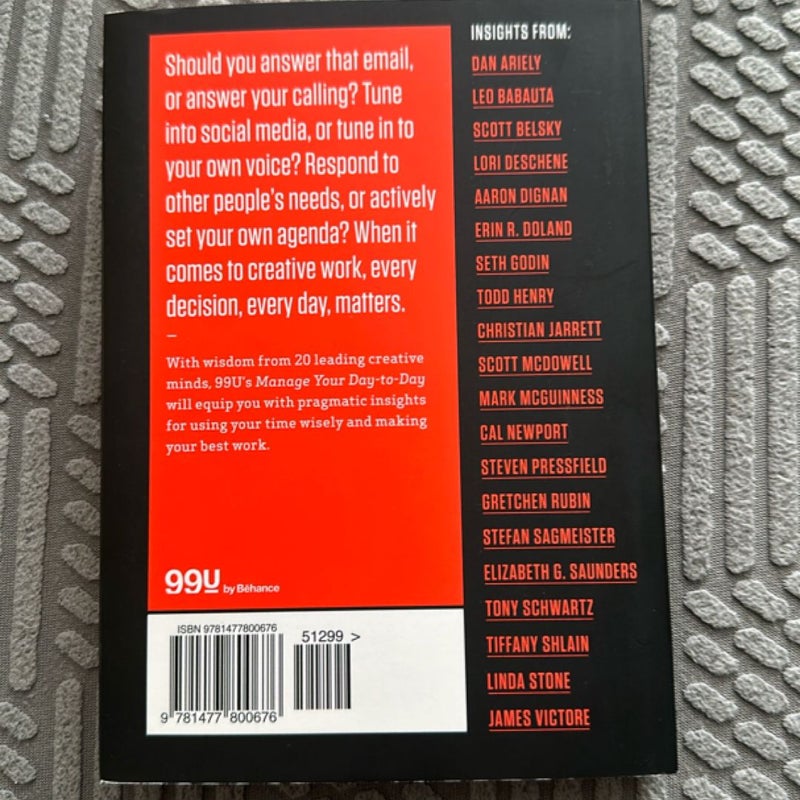 Should you answer that email,
or answer your calling? Tune
into social media, or tune in to
your own voice? Respond to
other people's needs, or actively
set your own agenda? When it
comes to creative work, every
decision, every day, matters.
–
With wisdom from 20 leading creative
minds, 99U's Manage Your Day-to-Day
will equip you with pragmatic insights
for using your time wisely and making
your best work.
99U by Béhance
ISBN 9781477800676
51299 >
9 781477 800676
INSIGHTS FROM:
DAN ARIELY
LEO BABAUTA
SCOTT BELSKY
LORI DESCHENE
AARON DIGNAN
ERIN R. DOLAND
SETH GODIN
TODD HENRY
CHRISTIAN JARRETT
SCOTT MCDOWELL
MARK MCGUINNESS
CAL NEWPORT
STEVEN PRESSFIELD
GRETCHEN RUBIN
STEFAN SAGMEISTER
ELIZABETH G. SAUNDERS
TONY SCHWARTZ
TIFFANY SHLAIN
LINDA STONE
JAMES VICTORE